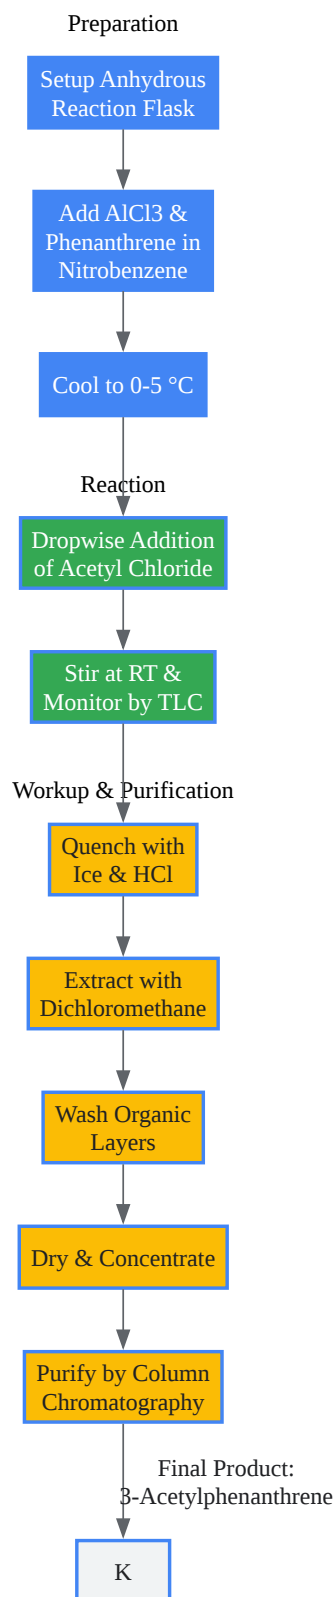 Preparation
Setup Anhydrous
Reaction Flask
Add AlCl3 &
Phenanthrene in
Nitrobenzene
Cool to 0-5 °C
Reaction
Dropwise Addition
of Acetyl Chloride
Stir at RT &
Monitor by TLC
Workup & Purification
Quench with
Ice & HCl
Extract with
Dichloromethane
Wash Organic
Layers
Dry & Concentrate
Purify by Column
Chromatography
Final Product:
3-Acetylphenanthrene
K